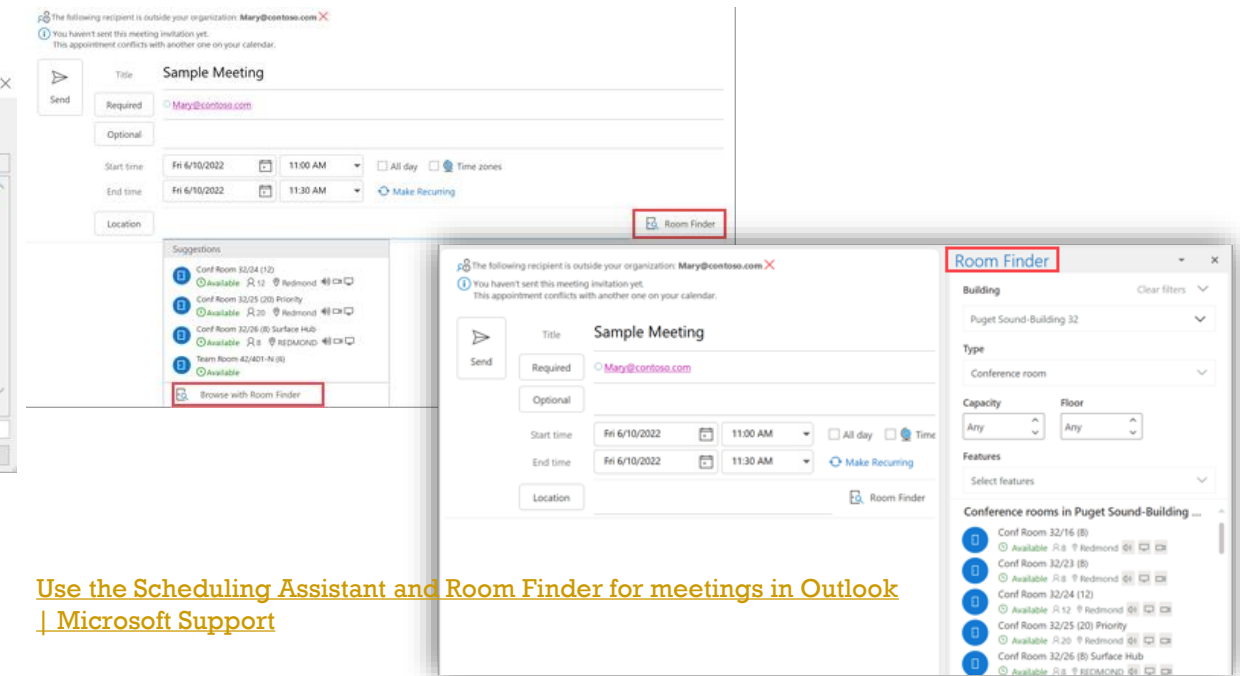 The following recipient is outside your organization: Mary@contoso.com
You haven't sent this meeting invitation yet.
This appointment conflicts with another one on your calendar.
Send
Title
Sample Meeting
Required
Mary@contoso.com
Optional
Start time
Fri 6/10/2022
11:00 AM
All day
Time zones
End time
Fri 6/10/2022
11:30 AM
Make Recurring
Location
Room Finder
Suggestions
Conf Room 32/24 (12)
Available 12 Redmond
Conf Room 32/25 (20) Priority
Available 20 Redmond
Conf Room 32/26 (8) Surface Hub
Available 8 REDMOND
Team Room 42/401-N (6)
Available
Browse with Room Finder
The following recipient is outside your organization: Mary@contoso.com
You haven't sent this meeting invitation yet.
This appointment conflicts with another one on your calendar.
Send
Title
Sample Meeting
Required
Mary@contoso.com
Optional
Start time
Fri 6/10/2022
11:00 AM
All day
Time
End time
Fri 6/10/2022
11:30 AM
Make Recurring
Location
Room Finder
Room Finder
Building
Clear filters
Puget Sound-Building 32
Type
Conference room
Capacity
Floor
Any
Any
Features
Select features
Conference rooms in Puget Sound-Building ...
Conf Room 32/16 (8)
Available 8 Redmond
Conf Room 32/23 (8)
Available 8 Redmond
Conf Room 32/24 (12)
Available 12 Redmond
Conf Room 32/25 (20) Priority
Available 20 Redmond
Conf Room 32/26 (8) Surface Hub
Available 8 REDMOND
Use the Scheduling Assistant and Room Finder for meetings in Outlook
| Microsoft Support